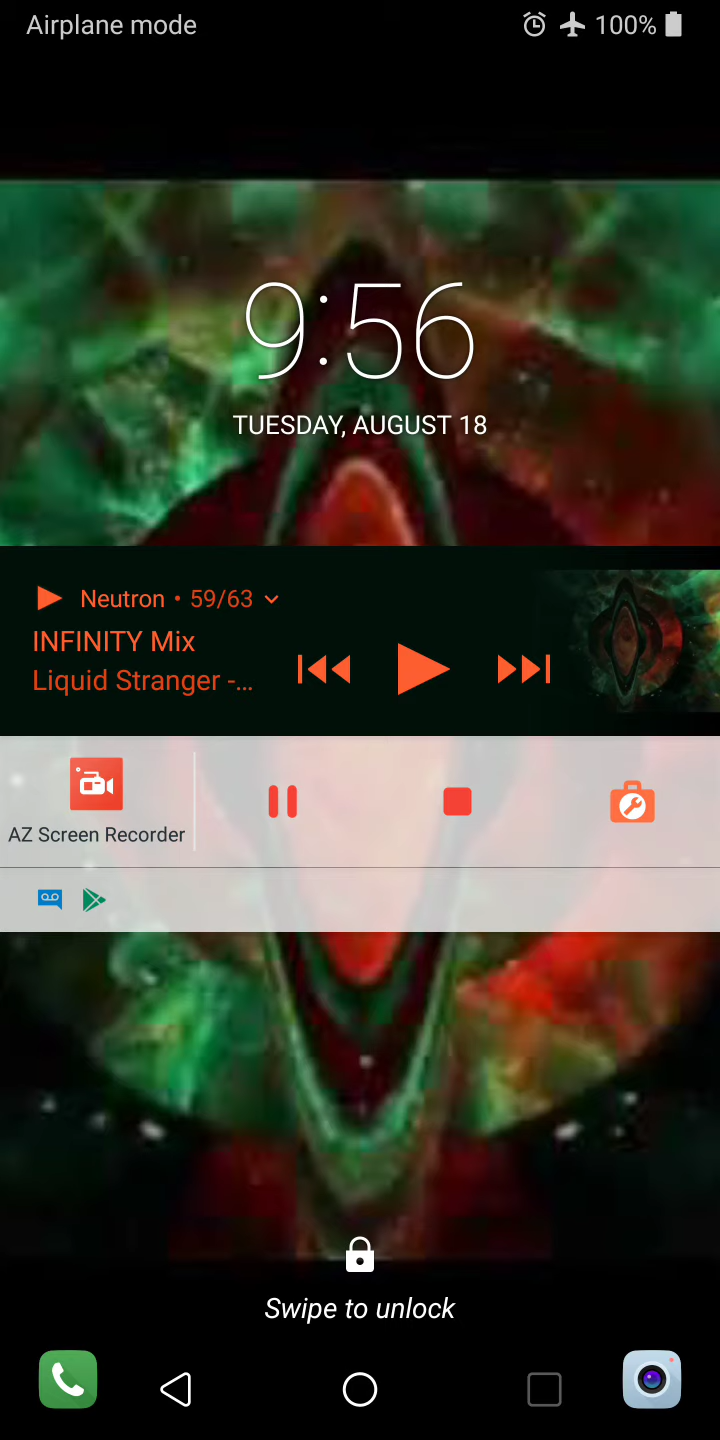 Airplane mode 100%
9:56
TUESDAY, AUGUST 18
Neutron • 59/63
INFINITY Mix
Liquid Stranger -...
AZ Screen Recorder
Swipe to unlock